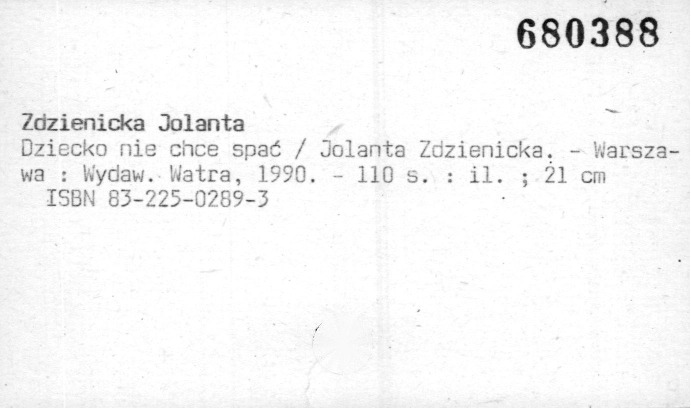 680388
Zdzienicka Jolanta
Dziecko nie chce spać / Jolanta Zdzienicka. - Warsza-
wa : Wydaw. Watra, 1990. - 110 s. : il. ; 21 cm
ISBN 83-225-0289-3